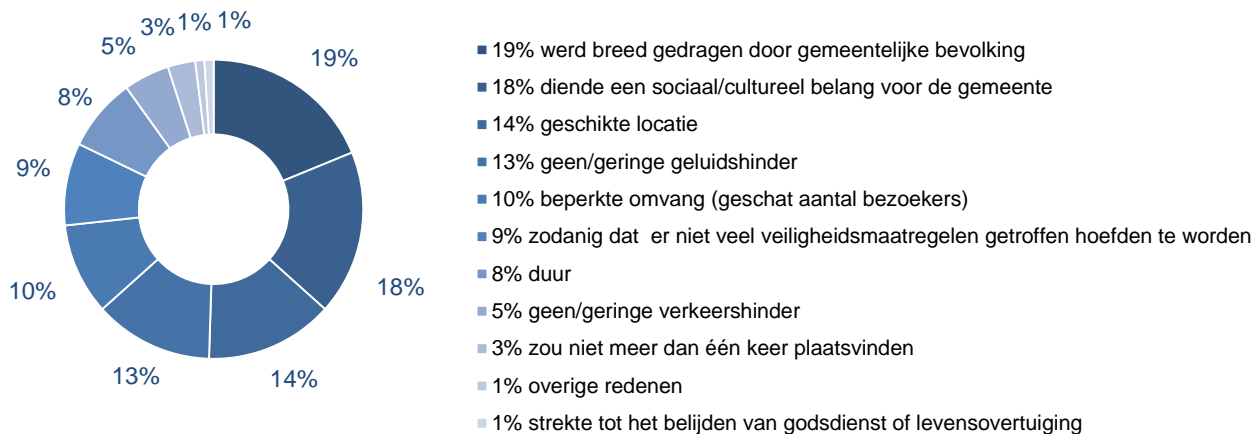 1%
1%
3%
5%
8%
9%
10%
13%
14%
18%
19%
19% werd breed gedragen door gemeentelijke bevolking
18% diende een sociaal/cultureel belang voor de gemeente
14% geschikte locatie
13% geen/geringe geluidshinder
10% beperkte omvang (geschat aantal bezoekers)
9% zodanig dat  er niet veel veiligheidsmaatregelen getroffen hoefden te worden
8% duur
5% geen/geringe verkeershinder
3% zou niet meer dan één keer plaatsvinden
1% overige redenen
1% strekte tot het belijden van godsdienst of levensovertuiging